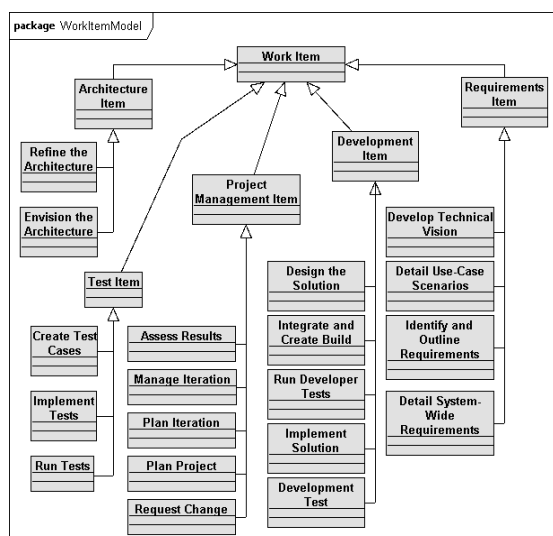 package WorkItemModel
Work Item
Architecture
Item
Requirements
Item
Refine the
Architecture
Envision the
Architecture
Project
Management Item
Development
Item
Test Item
Create Test
Cases
Implement
Tests
Run Tests
Assess Results
Manage Iteration
Plan Iteration
Plan Project
Request Change
Design the
Solution
Integrate and
Create Build
Run Developer
Tests
Implement
Solution
Development
Test
Develop Technical
Vision
Detail Use-Case
Scenarios
Identify and
Outline
Requirements
Detail System-
Wide
Requirements